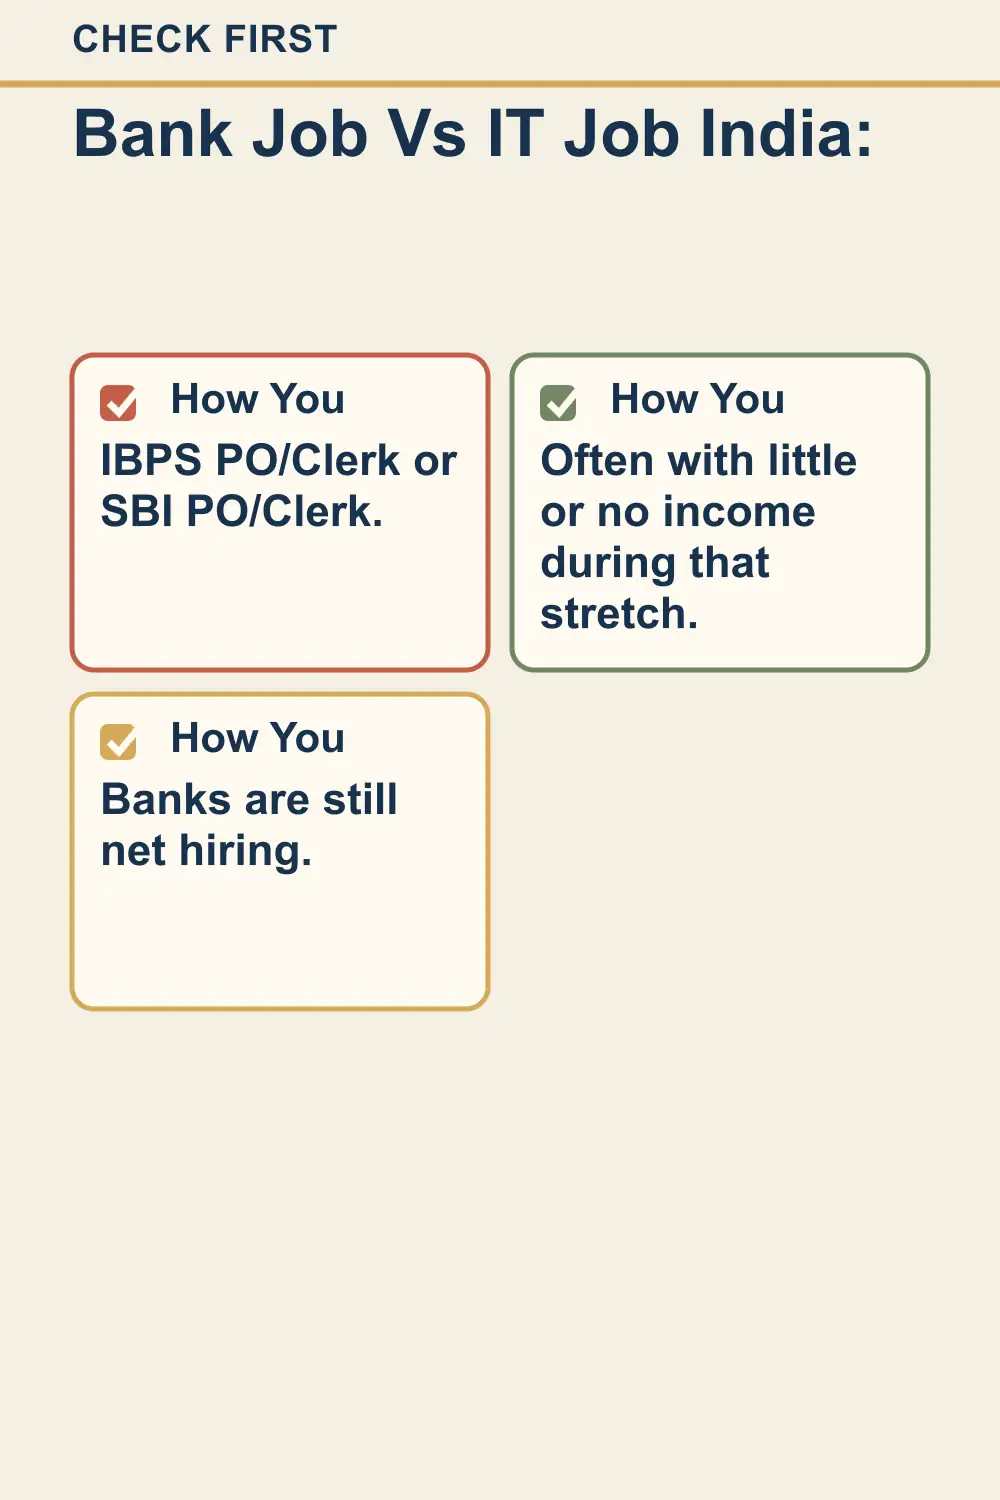 CHECK FIRST
Bank Job Vs IT Job India:
How You
IBPS PO/Clerk or
SBI PO/Clerk.
How You
Often with little
or no income
during that
stretch.
How You
Banks are still
net hiring.